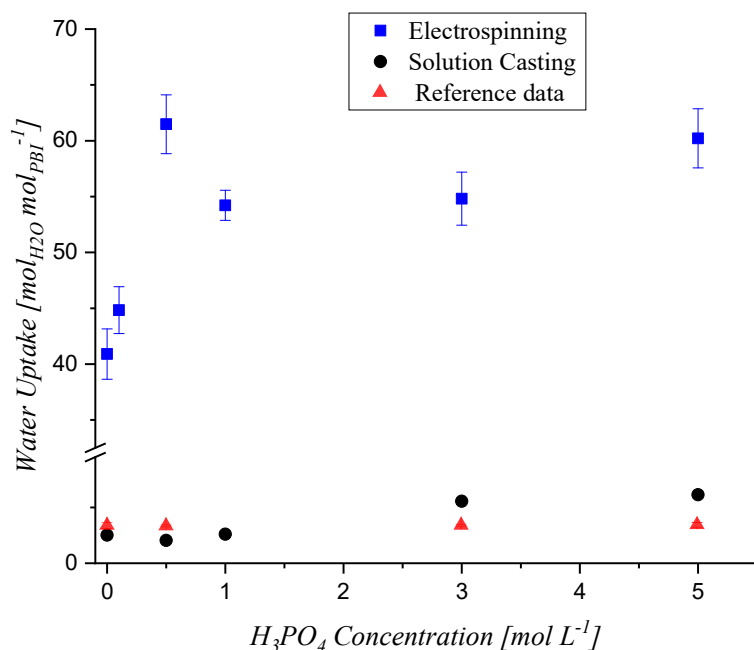 Electrospinning
Solution Casting
Reference data
Water Uptake [mol_H2O mol_PBI^-1]
70
60
50
40
0
0 1 2 3 4 5
H₃PO₄ Concentration [mol L⁻¹]